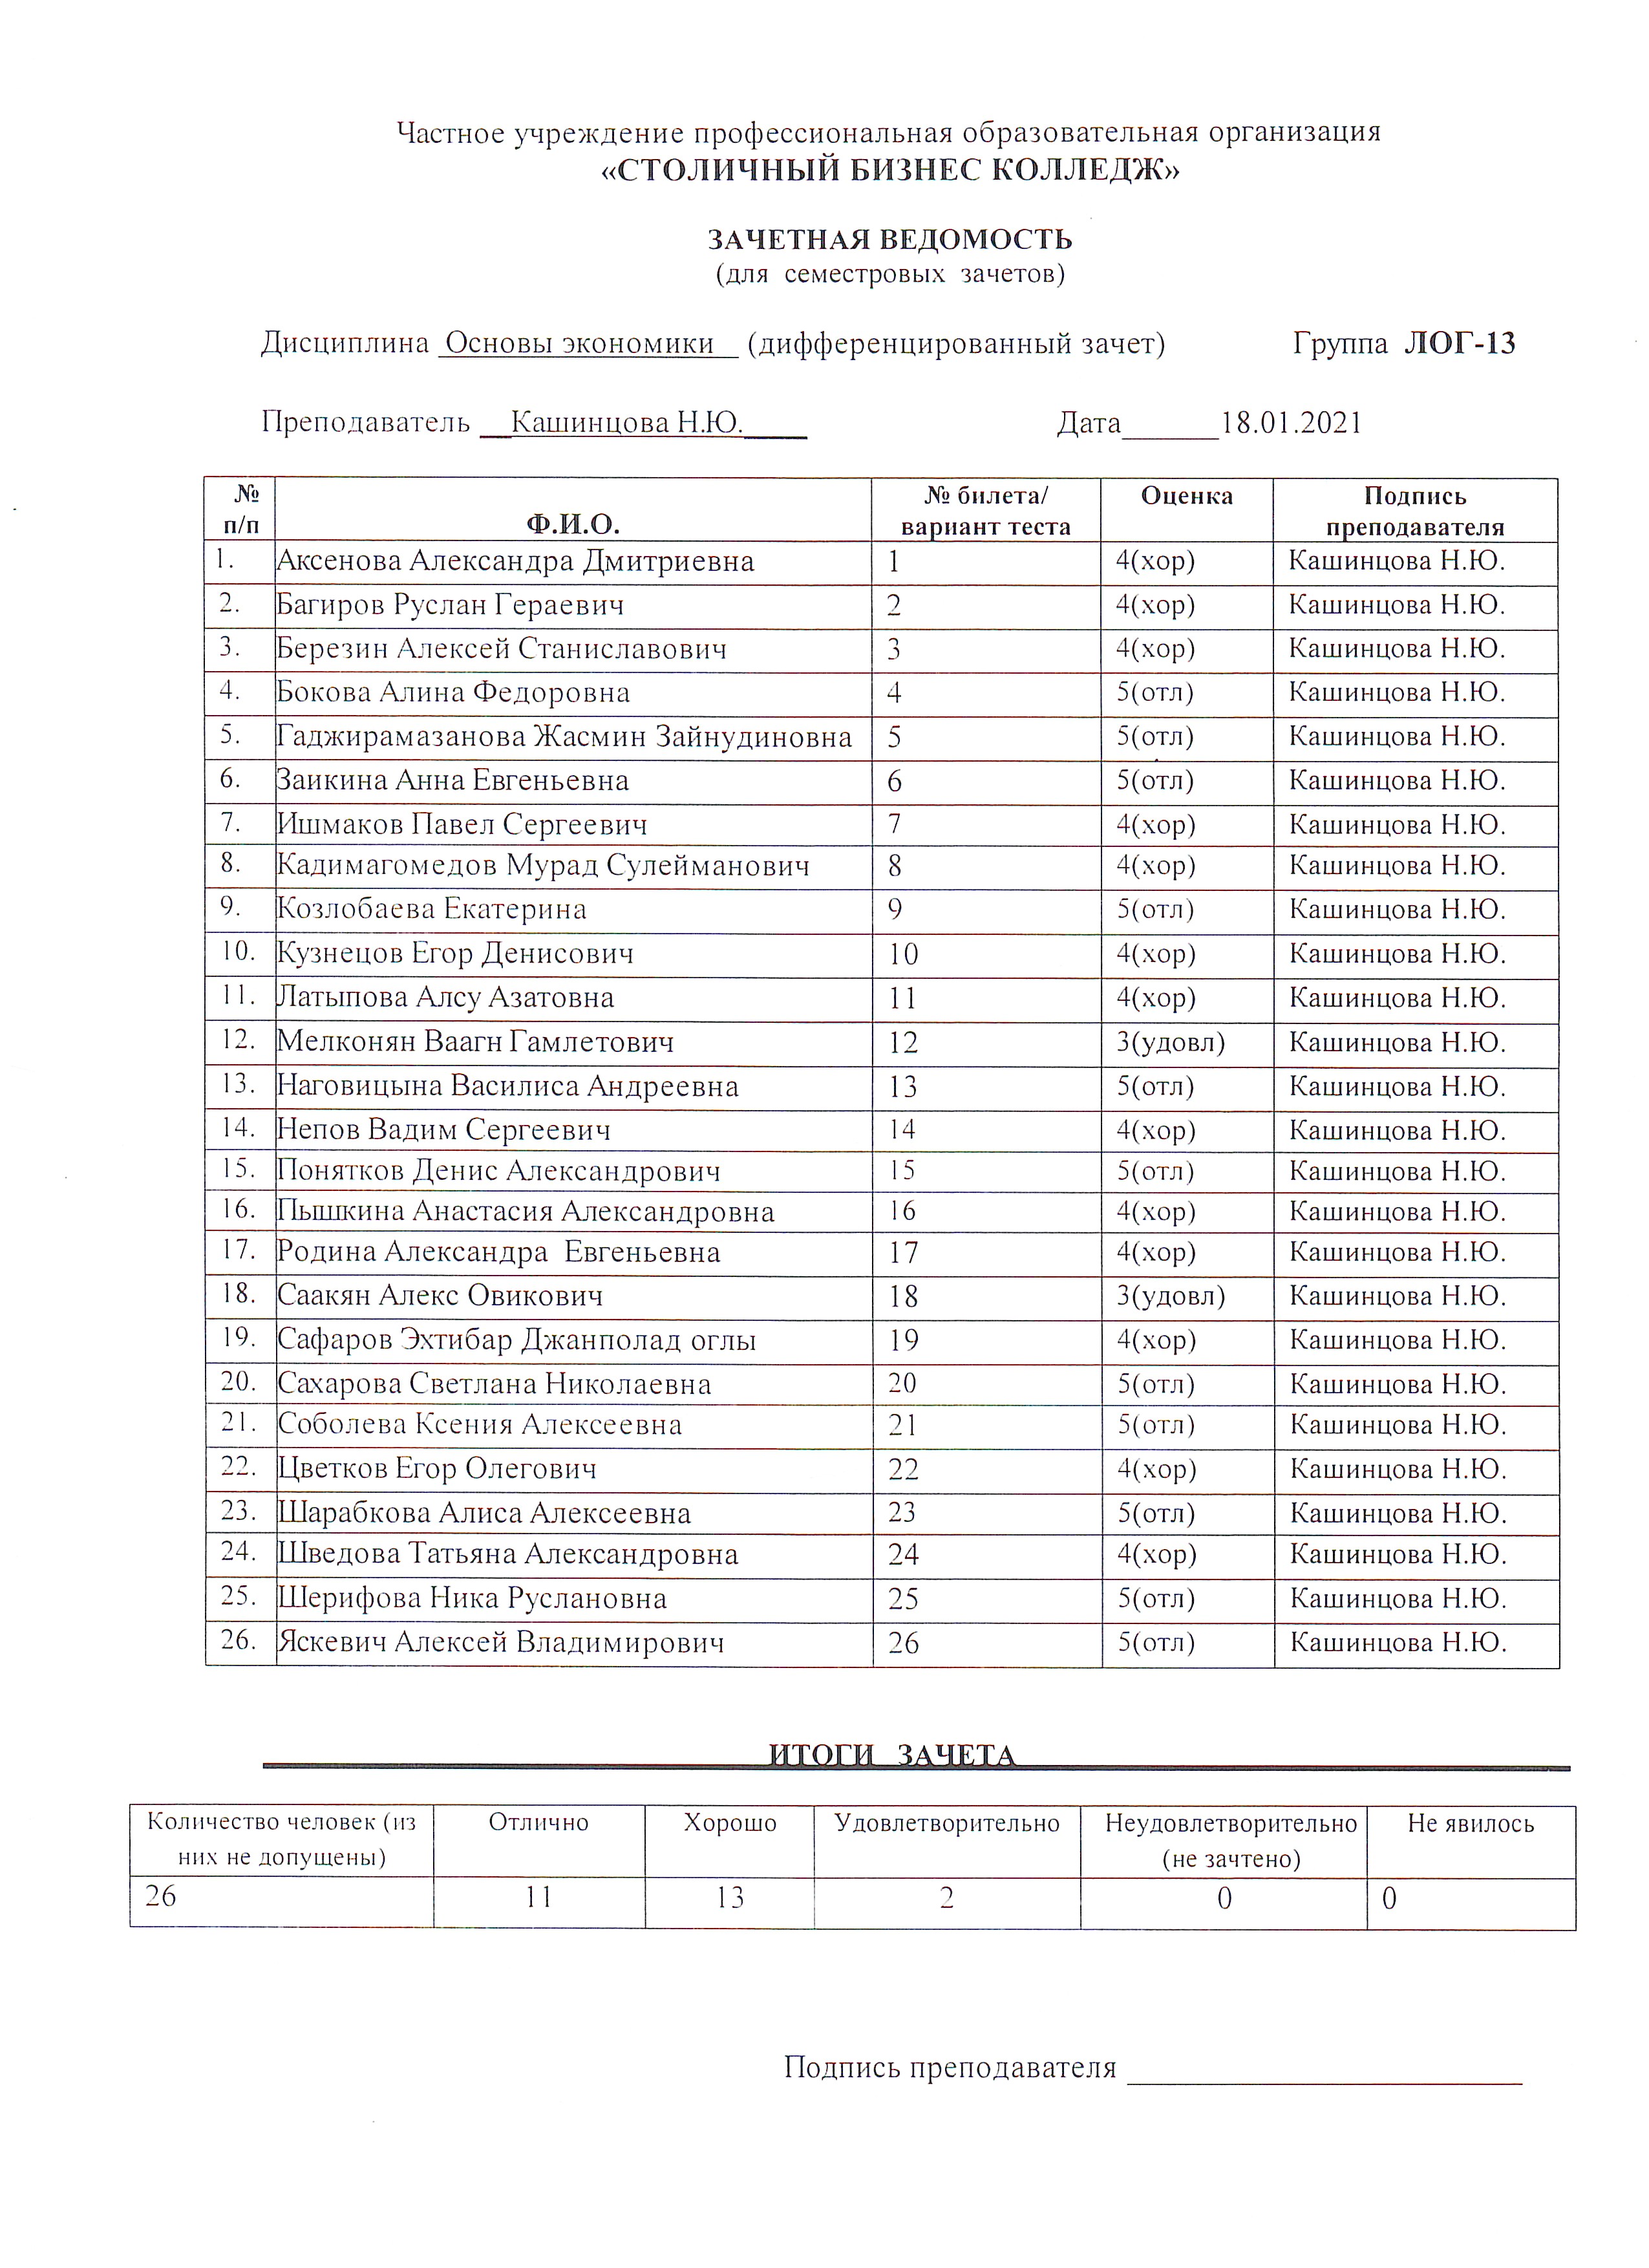 Частное учреждение профессиональная образовательная организация
«СТОЛИЧНЫЙ БИЗНЕС КОЛЛЕДЖ»
ЗАЧЕТНАЯ ВЕДОМОСТЬ
(для семестровых зачетов)
Дисциплина Основы экономики (дифференцированный зачет) Группа ЛОГ-13
Преподаватель __Кашинцова Н.Ю.____ Дата______18.01.2021
№ п/п Ф.И.О. № билета/ вариант теста Оценка Подпись преподавателя
1. Аксенова Александра Дмитриевна 1 4(хор) Кашинцова Н.Ю.
2. Багиров Руслан Гераевич 2 4(хор) Кашинцова Н.Ю.
3. Березин Алексей Станиславович 3 4(хор) Кашинцова Н.Ю.
4. Бокова Алина Федоровна 4 5(отл) Кашинцова Н.Ю.
5. Гаджирамазанова Жасмин Зайнудиновна 5 5(отл) Кашинцова Н.Ю.
6. Заикина Анна Евгеньевна 6 5(отл) Кашинцова Н.Ю.
7. Ишмаков Павел Сергеевич 7 4(хор) Кашинцова Н.Ю.
8. Кадимагомедов Мурад Сулейманович 8 4(хор) Кашинцова Н.Ю.
9. Козлобаева Екатерина 9 5(отл) Кашинцова Н.Ю.
10. Кузнецов Егор Денисович 10 4(хор) Кашинцова Н.Ю.
11. Латыпова Алсу Азатовна 11 4(хор) Кашинцова Н.Ю.
12. Мелконян Ваагн Гамлетович 12 3(удовл) Кашинцова Н.Ю.
13. Наговицына Василиса Андреевна 13 5(отл) Кашинцова Н.Ю.
14. Непов Вадим Сергеевич 14 4(хор) Кашинцова Н.Ю.
15. Понятков Денис Александрович 15 5(отл) Кашинцова Н.Ю.
16. Пышкина Анастасия Александровна 16 4(хор) Кашинцова Н.Ю.
17. Родина Александра Евгеньевна 17 4(хор) Кашинцова Н.Ю.
18. Саакян Алекс Овикович 18 3(удовл) Кашинцова Н.Ю.
19. Сафаров Эхтибар Джанполад оглы 19 4(хор) Кашинцова Н.Ю.
20. Сахарова Светлана Николаевна 20 5(отл) Кашинцова Н.Ю.
21. Соболева Ксения Алексеевна 21 5(отл) Кашинцова Н.Ю.
22. Цветков Егор Олегович 22 4(хор) Кашинцова Н.Ю.
23. Шарабкова Алиса Алексеевна 23 5(отл) Кашинцова Н.Ю.
24. Шведова Татьяна Александровна 24 4(хор) Кашинцова Н.Ю.
25. Шерифова Ника Руслановна 25 5(отл) Кашинцова Н.Ю.
26. Яскевич Алексей Владимирович 26 5(отл) Кашинцова Н.Ю.
ИТОГИ ЗАЧЕТА
Количество человек (из них не допущены) Отлично Хорошо Удовлетворительно Неудовлетворительно (не зачтено) Не явилось
26 11 13 2 0 0
Подпись преподавателя ______________________